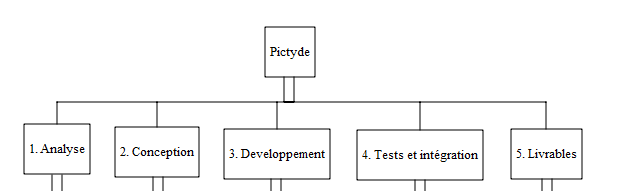 Pictyde
1. Analyse
2. Conception
3. Developpement
4. Tests et intégration
5. Livrables